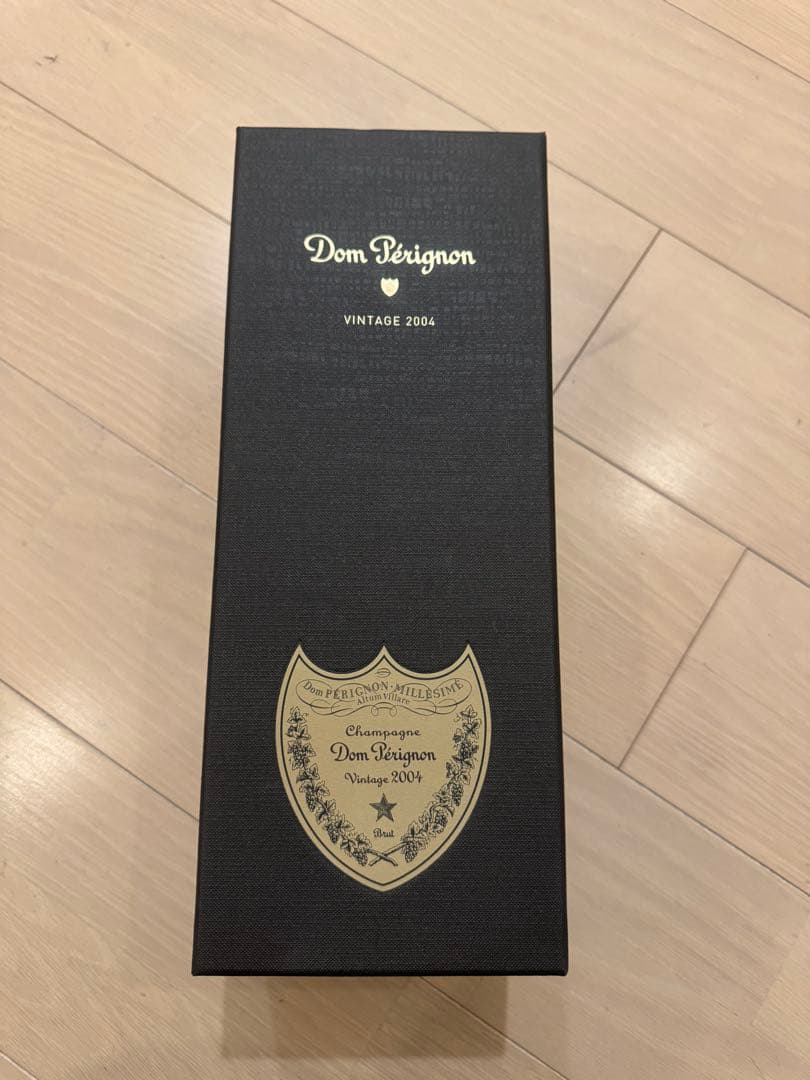 Dom Pérignon
VINTAGE 2004
Dom PÉRIGNON·MILLÉSIMÉ
Altum Villare
Champagne
Dom Pérignon
Vintage 2004
Brut